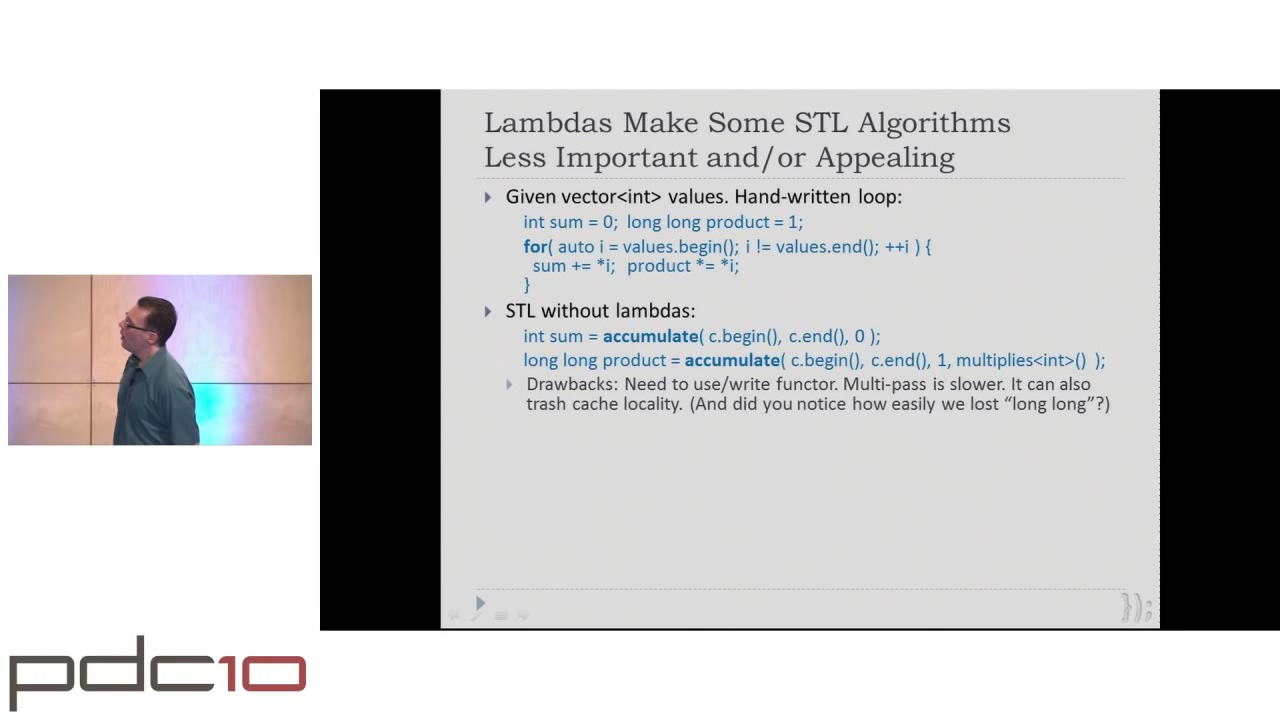 Lambdas Make Some STL Algorithms
Less Important and/or Appealing
Given vector<int> values. Hand-written loop:
int sum = 0; long long product = 1;
for( auto i = values.begin(); i != values.end(); ++i ) {
sum += *i; product *= *i;
}
STL without lambdas:
int sum = accumulate( c.begin(), c.end(), 0 );
long long product = accumulate( c.begin(), c.end(), 1, multiplies<int>() );
Drawbacks: Need to use/write functor. Multi-pass is slower. It can also
trash cache locality. (And did you notice how easily we lost “long long”?)
});
pdc10